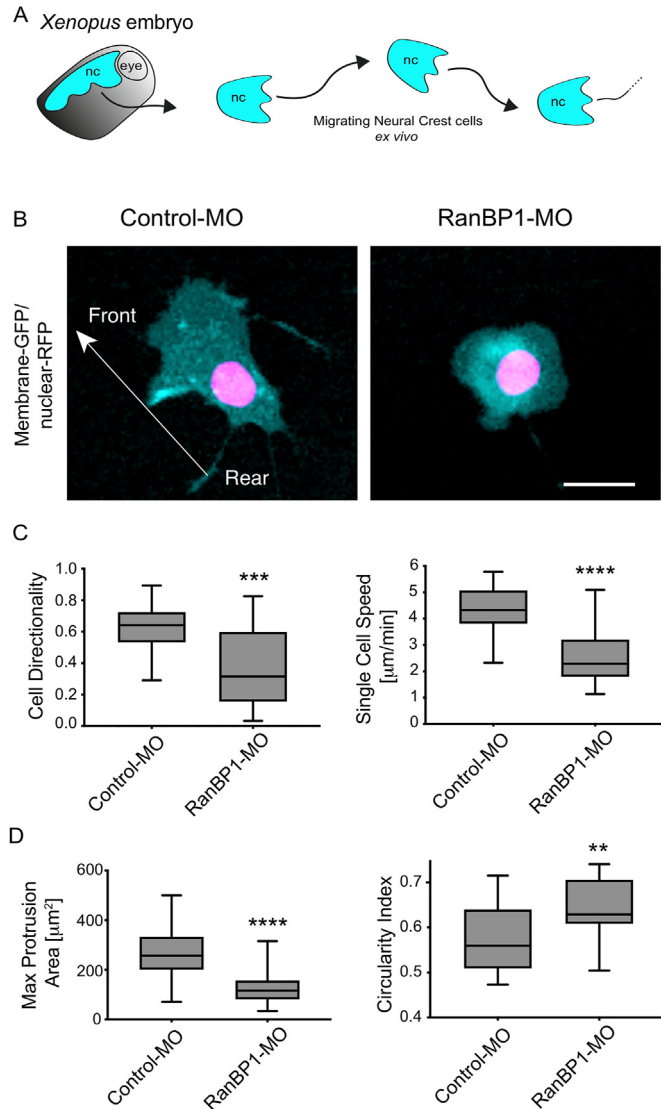 A
Xenopus embryo
nc
eye
nc
nc
nc
Migrating Neural Crest cells
ex vivo
B
Control-MO
RanBP1-MO
Membrane-GFP/
nuclear-RFP
Front
Rear
C
Cell Directionality
1.0
0.8
0.6
0.4
0.2
0.0
***
Control-MO
RanBP1-MO
Single Cell Speed
[μm/min]
6
5
4
3
2
1
0
****
Control-MO
RanBP1-MO
D
Max Protrusion
Area [μm²]
600
400
200
0
****
Control-MO
RanBP1-MO
Circularity Index
0.7
0.6
0.5
0.4
**
Control-MO
RanBP1-MO